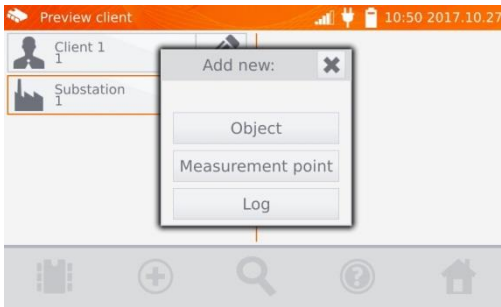 Preview client
10:50 2017.10.27
Client 1
1
Substation
1
Add new:
Object
Measurement point
Log